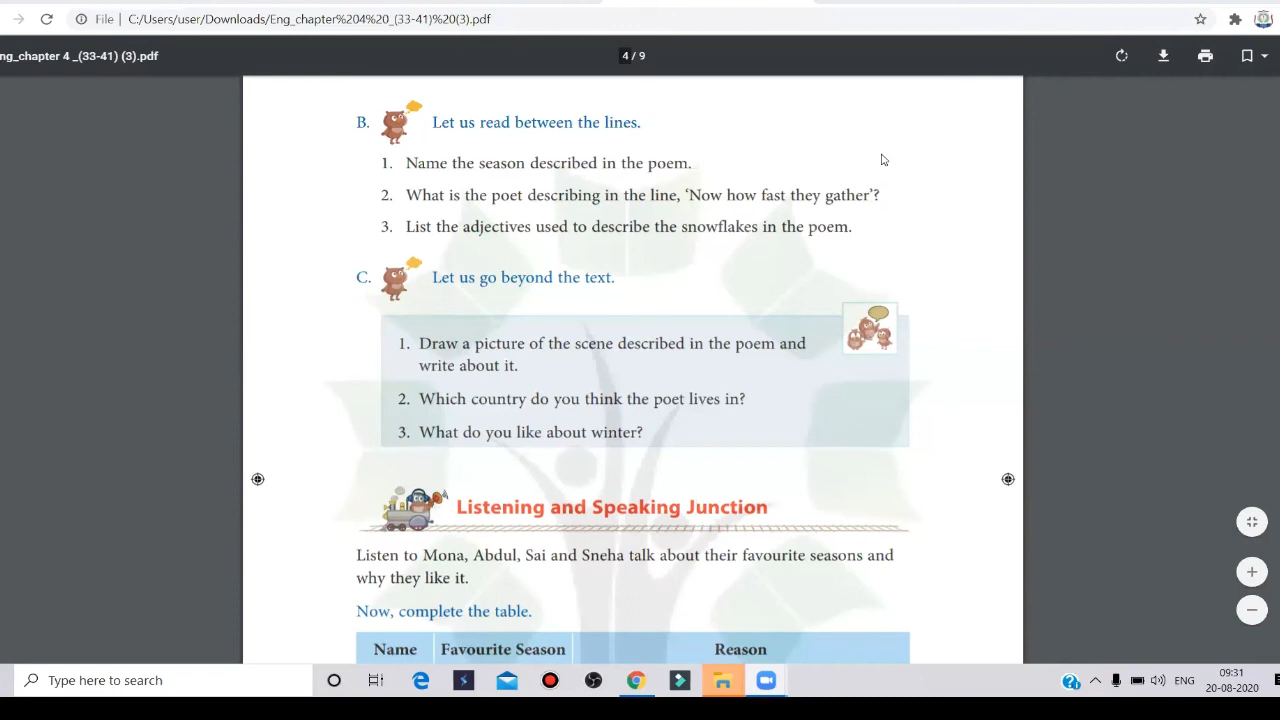 File | C:/Users/user/Downloads/Eng_chapter%204%20_(33-41)%20(3).pdf
ng_chapter 4 _(33-41) (3).pdf
4 / 9
B. Let us read between the lines.
1. Name the season described in the poem.
2. What is the poet describing in the line, ‘Now how fast they gather’?
3. List the adjectives used to describe the snowflakes in the poem.
C. Let us go beyond the text.
1. Draw a picture of the scene described in the poem and
write about it.
2. Which country do you think the poet lives in?
3. What do you like about winter?
Listening and Speaking Junction
Listen to Mona, Abdul, Sai and Sneha talk about their favourite seasons and
why they like it.
Now, complete the table.
Name Favourite Season Reason
Type here to search
ENG
09:31
20-08-2020